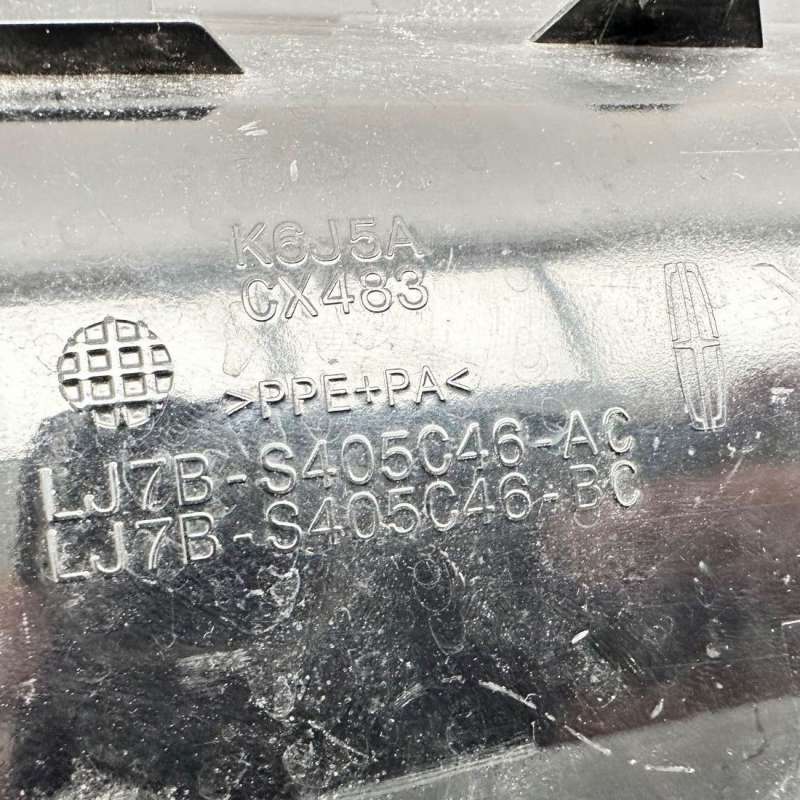 K6J5A
CX483
>PPE+PA<
LJ7B-S405C46-AC
LJ7B-S405C46-BC